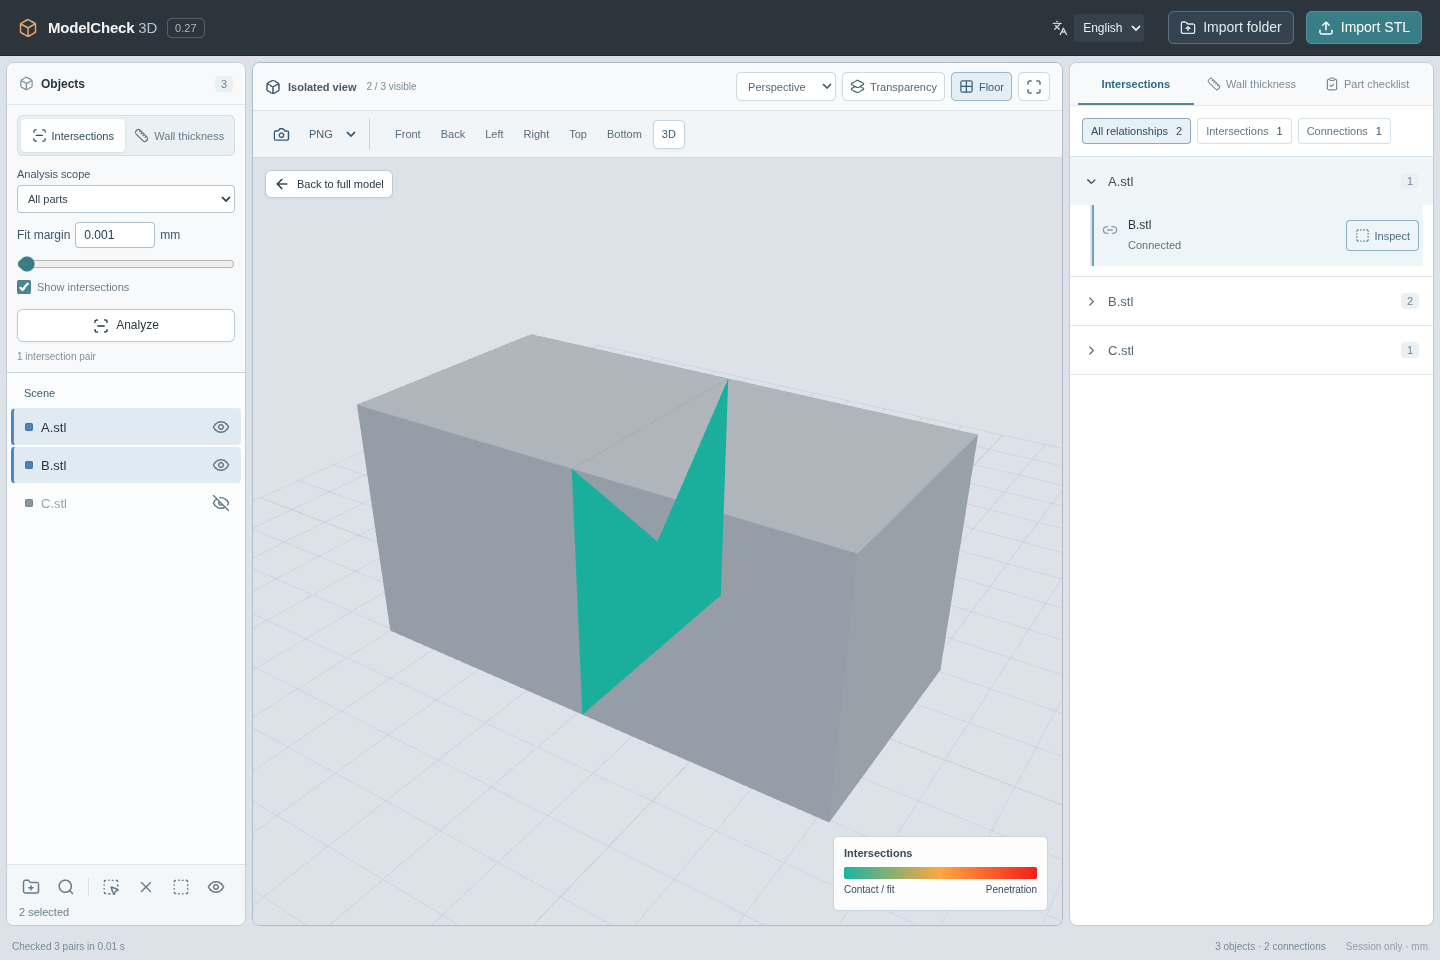 ModelCheck 3D 0.27
English
Import folder
Import STL
Objects 3
Intersections
Wall thickness
Analysis scope
All parts
Fit margin 0.001 mm
Show intersections
Analyze
1 intersection pair
Scene
A.stl
B.stl
C.stl
2 selected
Isolated view 2 / 3 visible
Perspective
Transparency
Floor
PNG
Front
Back
Left
Right
Top
Bottom
3D
Back to full model
Intersections
Contact / fit
Penetration
Intersections
Wall thickness
Part checklist
All relationships 2
Intersections 1
Connections 1
A.stl 1
B.stl
Connected
Inspect
B.stl 2
C.stl 1
Checked 3 pairs in 0.01 s
3 objects · 2 connections
Session only · mm